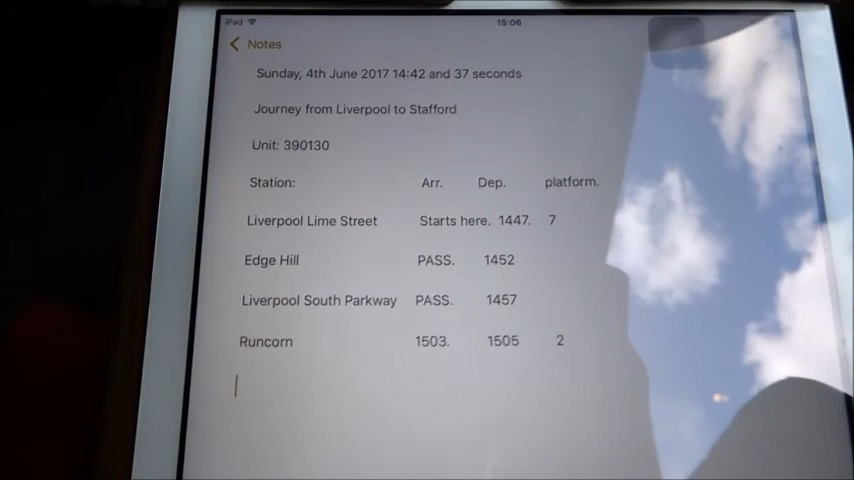 iPad 15:06
Notes
Sunday, 4th June 2017 14:42 and 37 seconds
Journey from Liverpool to Stafford
Unit: 390130
Station: Arr. Dep. platform.
Liverpool Lime Street Starts here. 1447. 7
Edge Hill PASS. 1452
Liverpool South Parkway PASS. 1457
Runcorn 1503. 1505 2